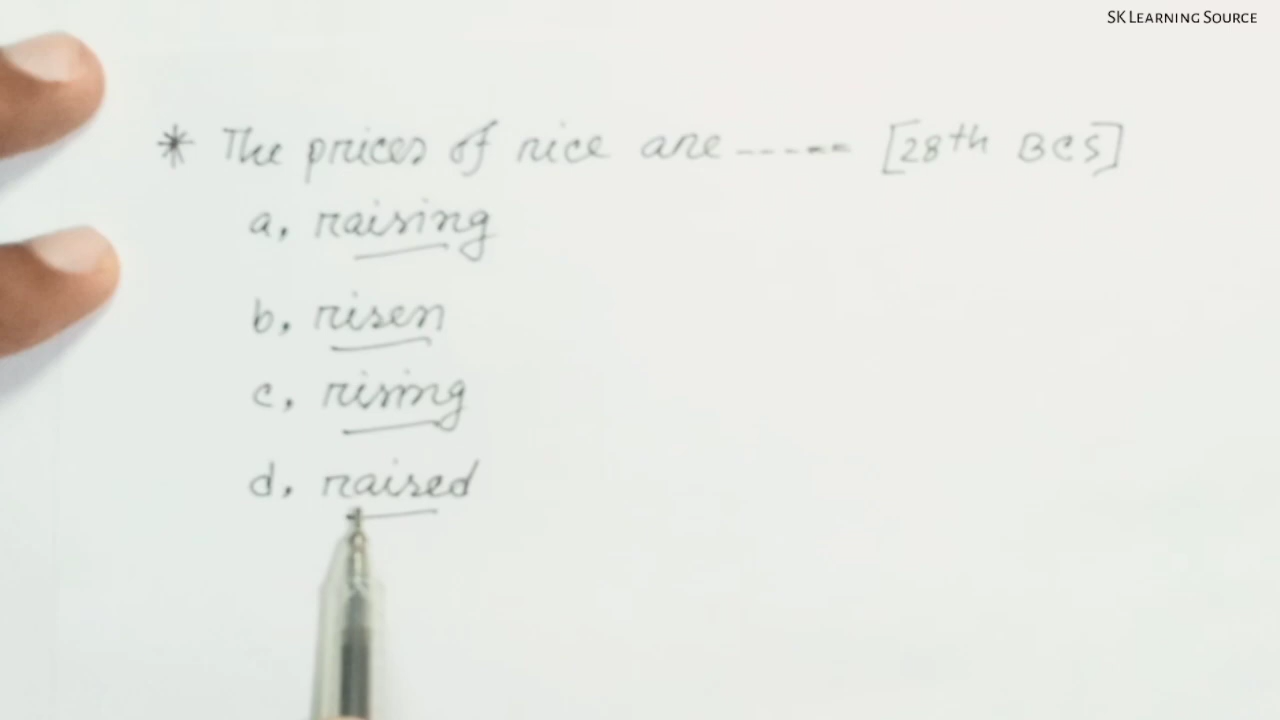 SK LEARNING SOURCE
* The prices of rice are ----- [28th BCS]
a, raising
b, risen
c, rising
d, raised